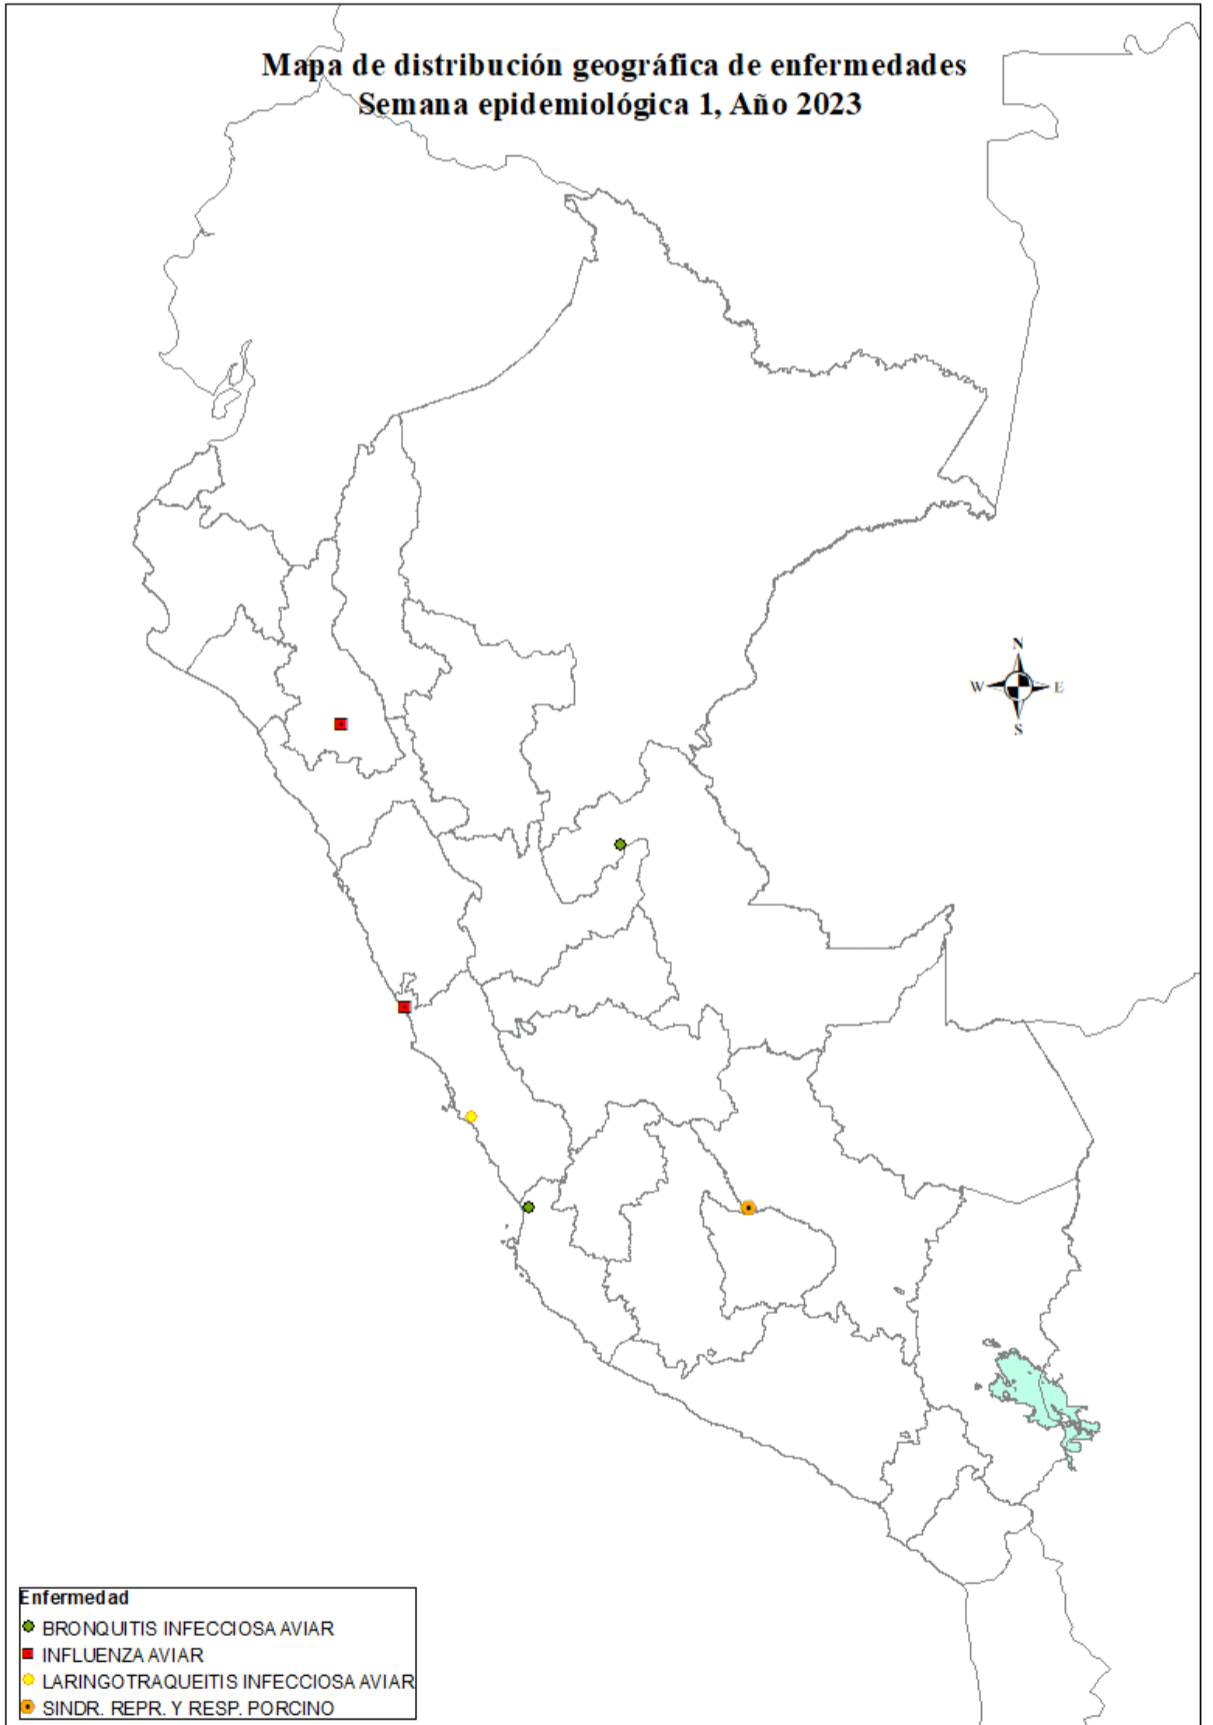 Mapa de distribución geográfica de enfermedades
Semana epidemiológica 1, Año 2023
N
W E
S
Enfermedad
BRONQUITIS INFECCIOSA AVIAR
INFLUENZA AVIAR
LARINGOTRAQUEITIS INFECCIOSA AVIAR
SINDR. REPR. Y RESP. PORCINO